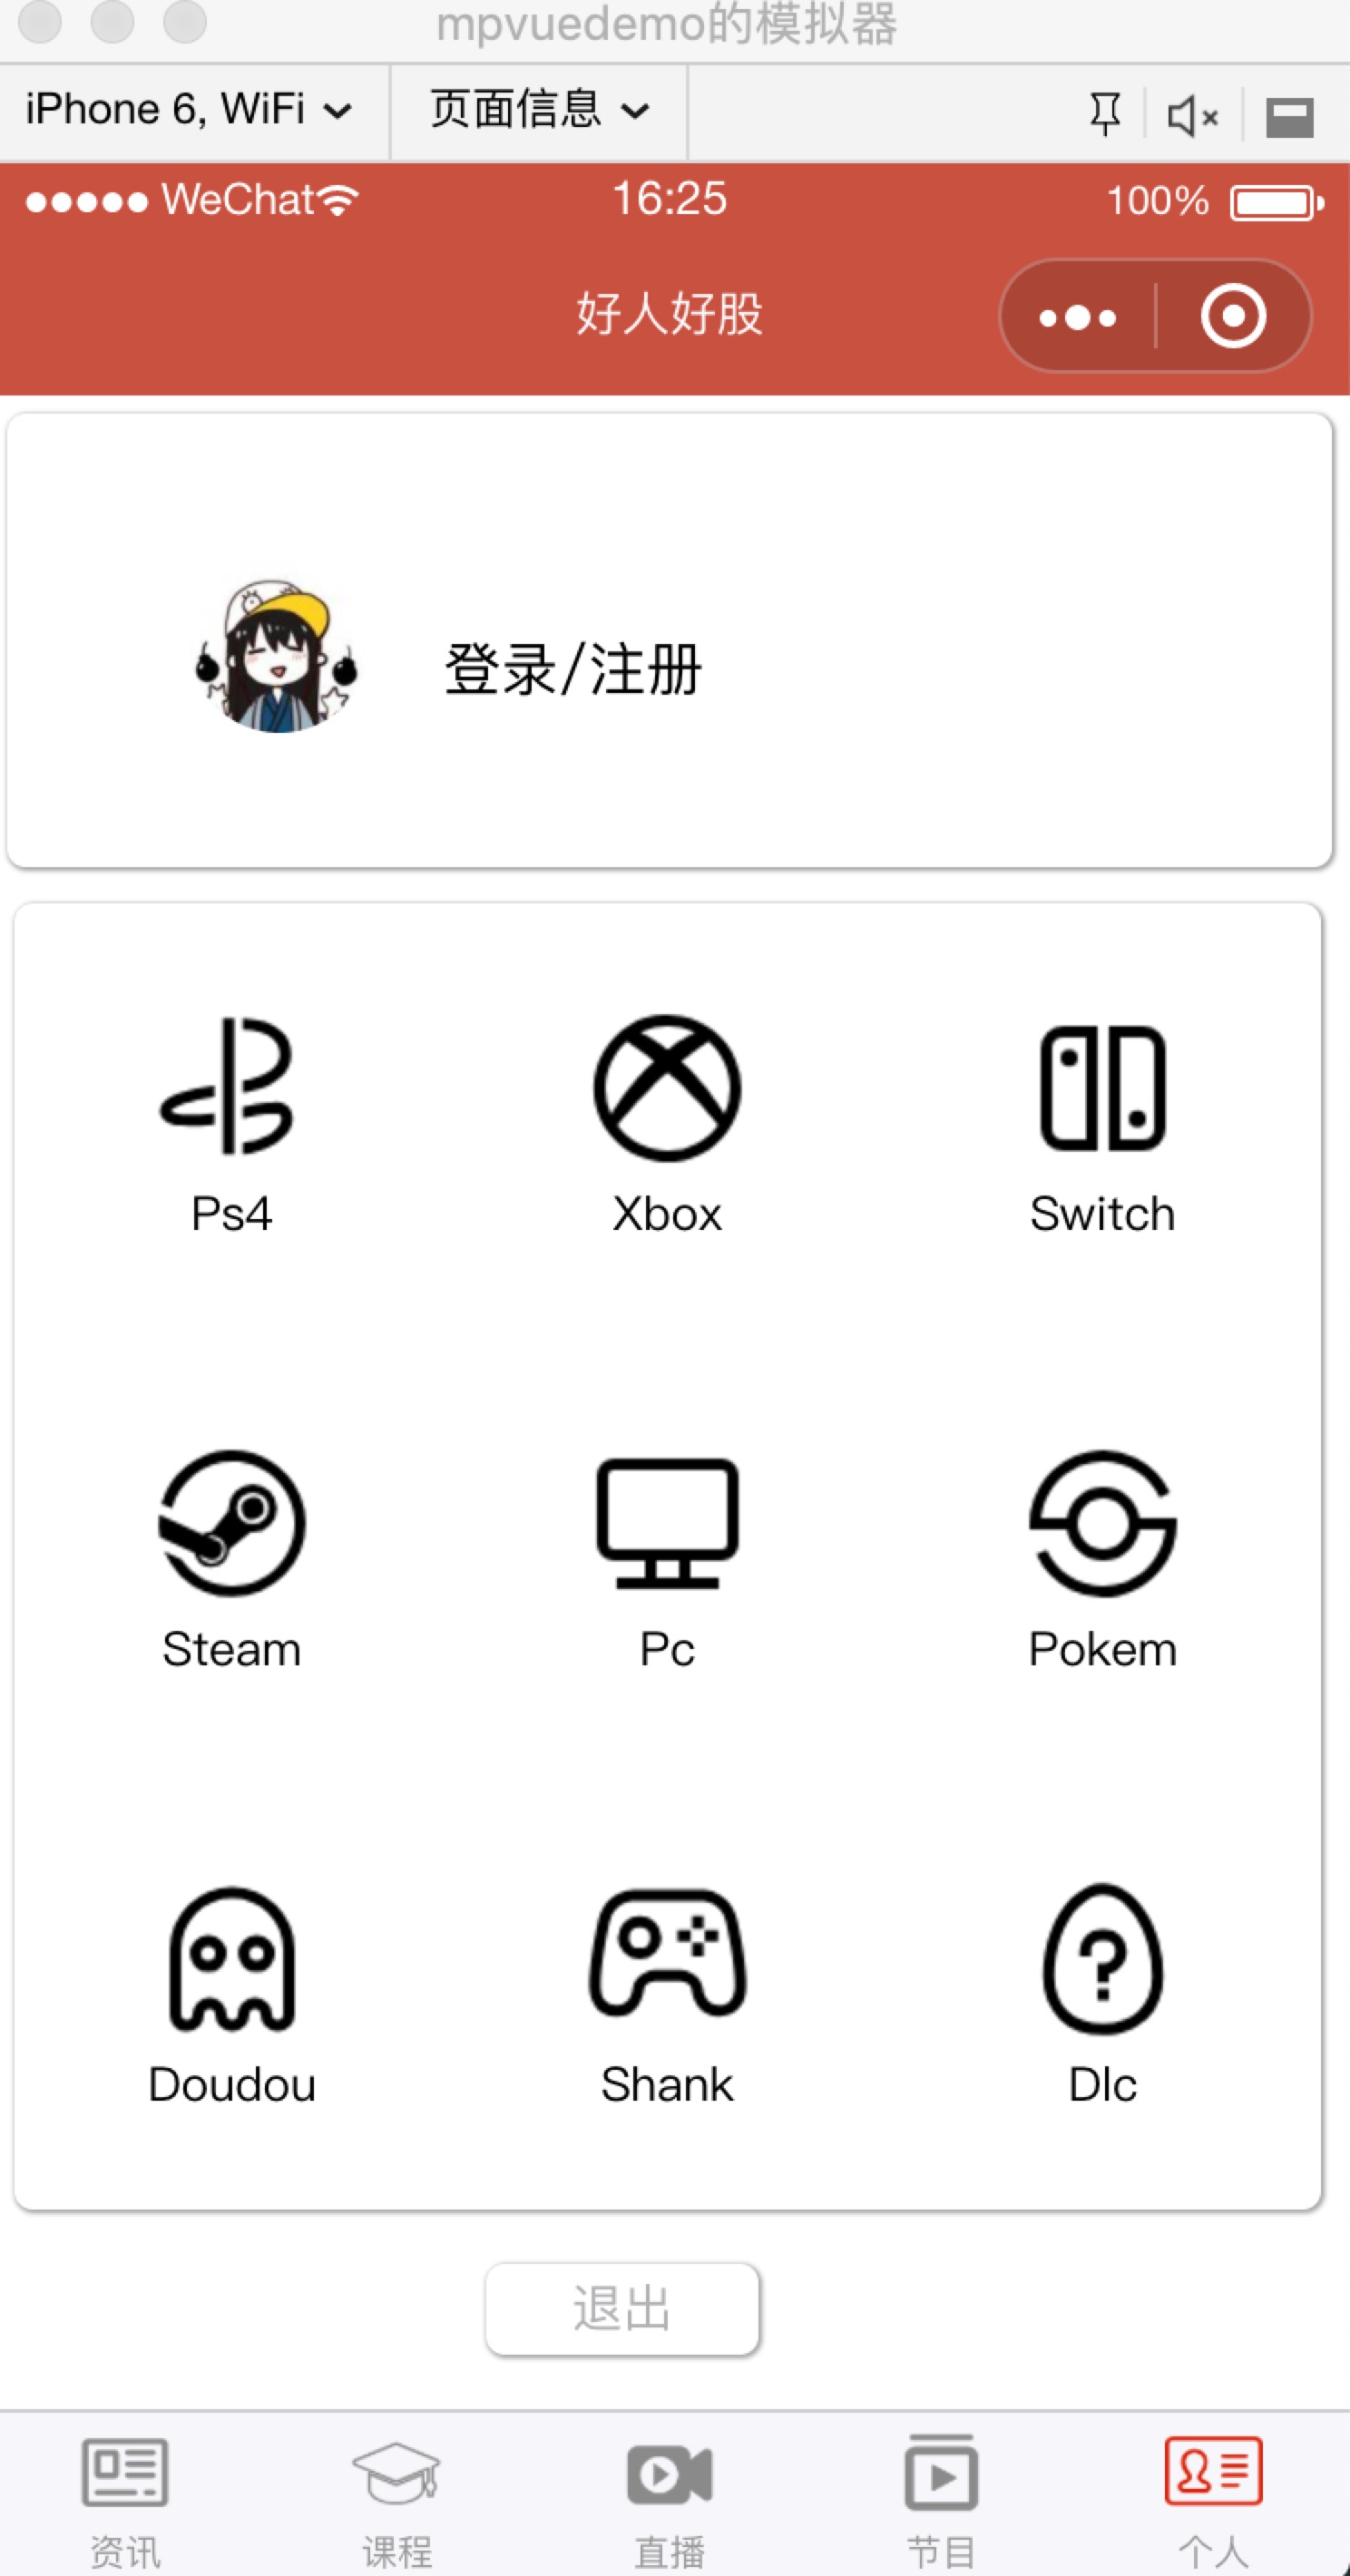 mpvuedemo的模拟器
iPhone 6, WiFi 页面信息
WeChat 16:25 100%
好人好股
登录/注册
Ps4 Xbox Switch
Steam Pc Pokem
Doudou Shank Dlc
退出
资讯 课程 直播 节目 个人